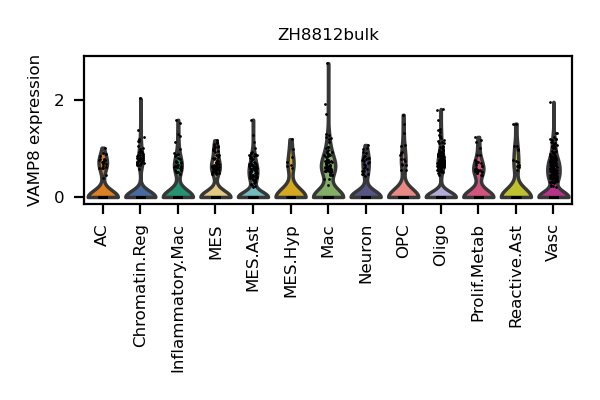 ZH8812bulk
VAMP8 expression
2
0
AC
Chromatin.Reg
Inflammatory.Mac
MES
MES.Ast
MES.Hyp
Mac
Neuron
OPC
Oligo
Prolif.Metab
Reactive.Ast
Vasc